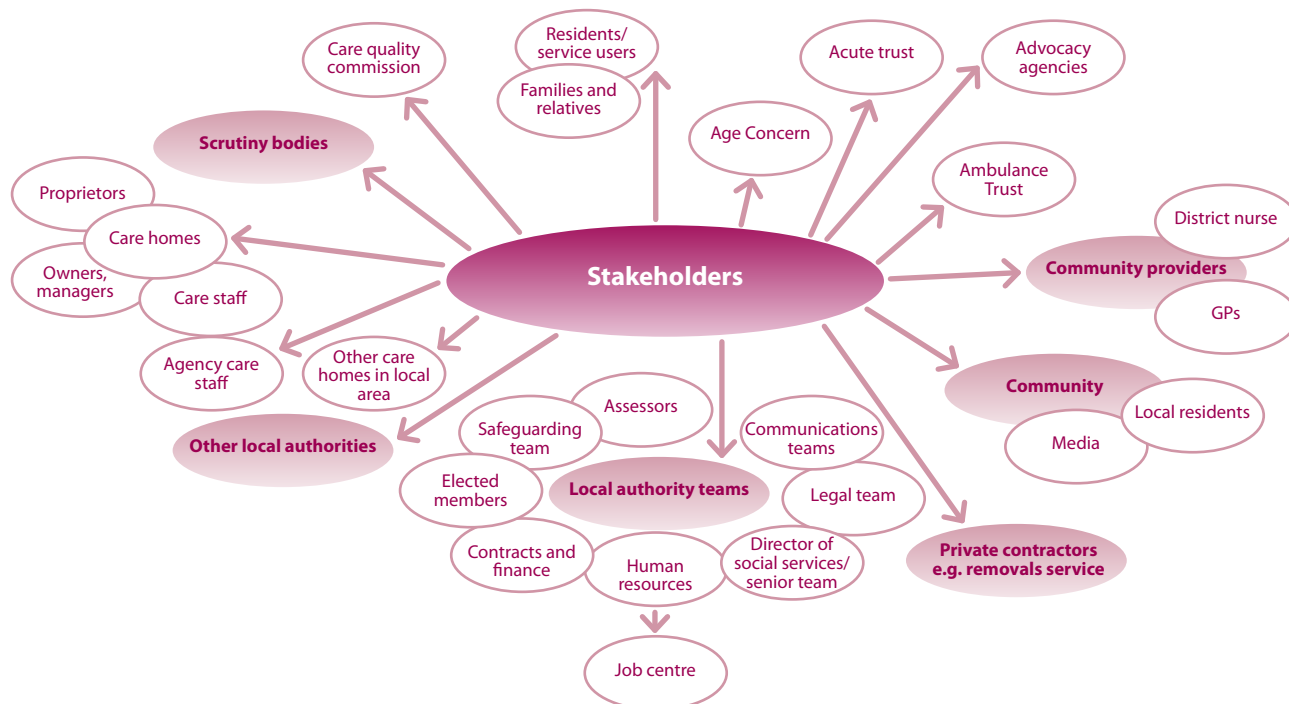 Care quality
commission
Residents/
service users
Families and
relatives
Acute trust
Advocacy
agencies
Age Concern
Scrutiny bodies
Ambulance
Trust
Proprietors
Care homes
Owners,
managers
Care staff
District nurse
Community providers
GPs
Stakeholders
Agency care
staff
Other care
homes in local
area
Community
Local residents
Media
Other local authorities
Assessors
Safeguarding
team
Elected
members
Contracts and
finance
Local authority teams
Human
resources
Communications
teams
Legal team
Director of
social services/
senior team
Private contractors
e.g. removals service
Job centre